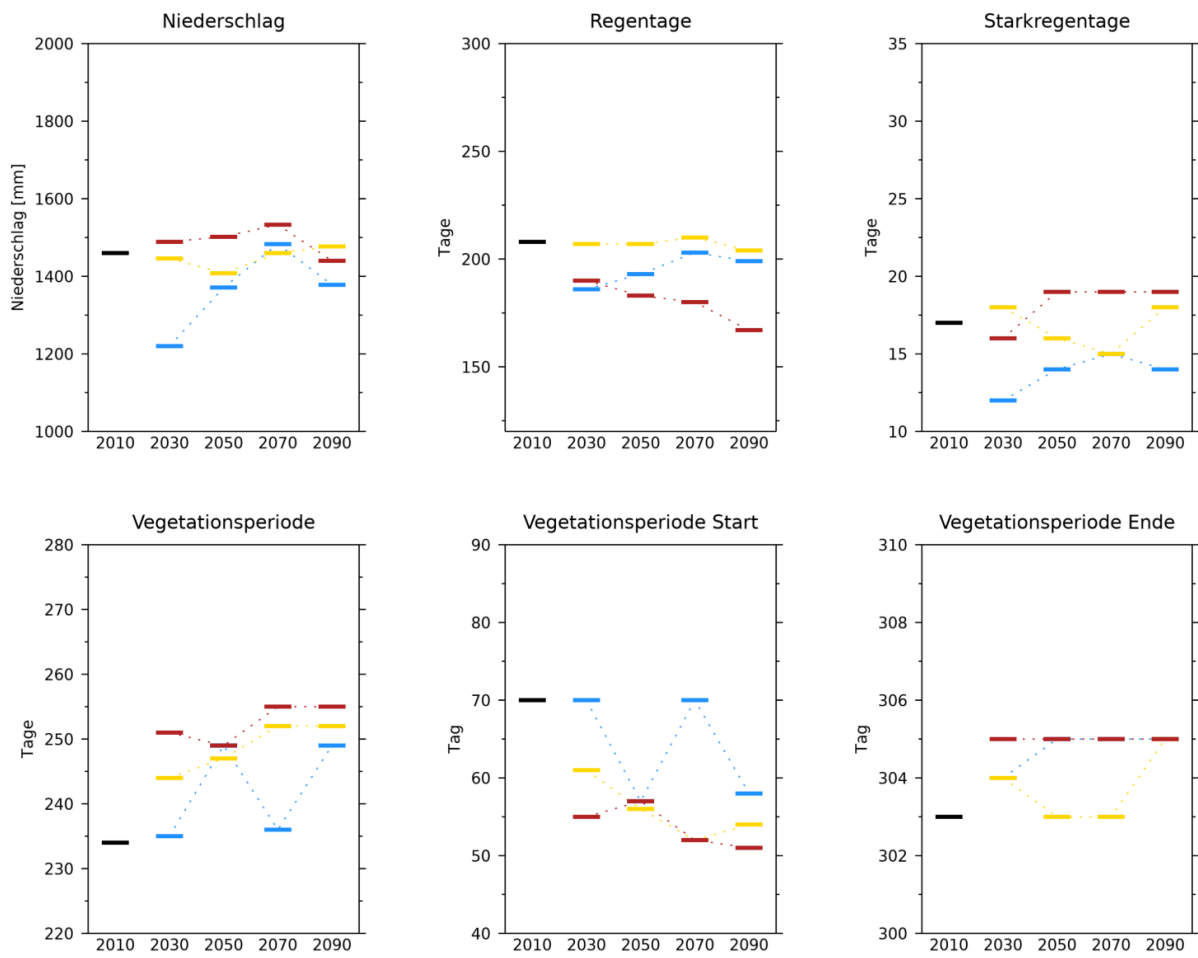 Niederschlag
Regentage
Starkregentage
Niederschlag [mm]
2000
1800
1600
1400
1200
1000
2010 2030 2050 2070 2090
Tage
300
250
200
150
2010 2030 2050 2070 2090
Tage
35
30
25
20
15
10
2010 2030 2050 2070 2090
Vegetationsperiode
Vegetationsperiode Start
Vegetationsperiode Ende
Tage
280
270
260
250
240
230
220
2010 2030 2050 2070 2090
Tag
90
80
70
60
50
40
2010 2030 2050 2070 2090
Tag
310
308
306
304
302
300
2010 2030 2050 2070 2090